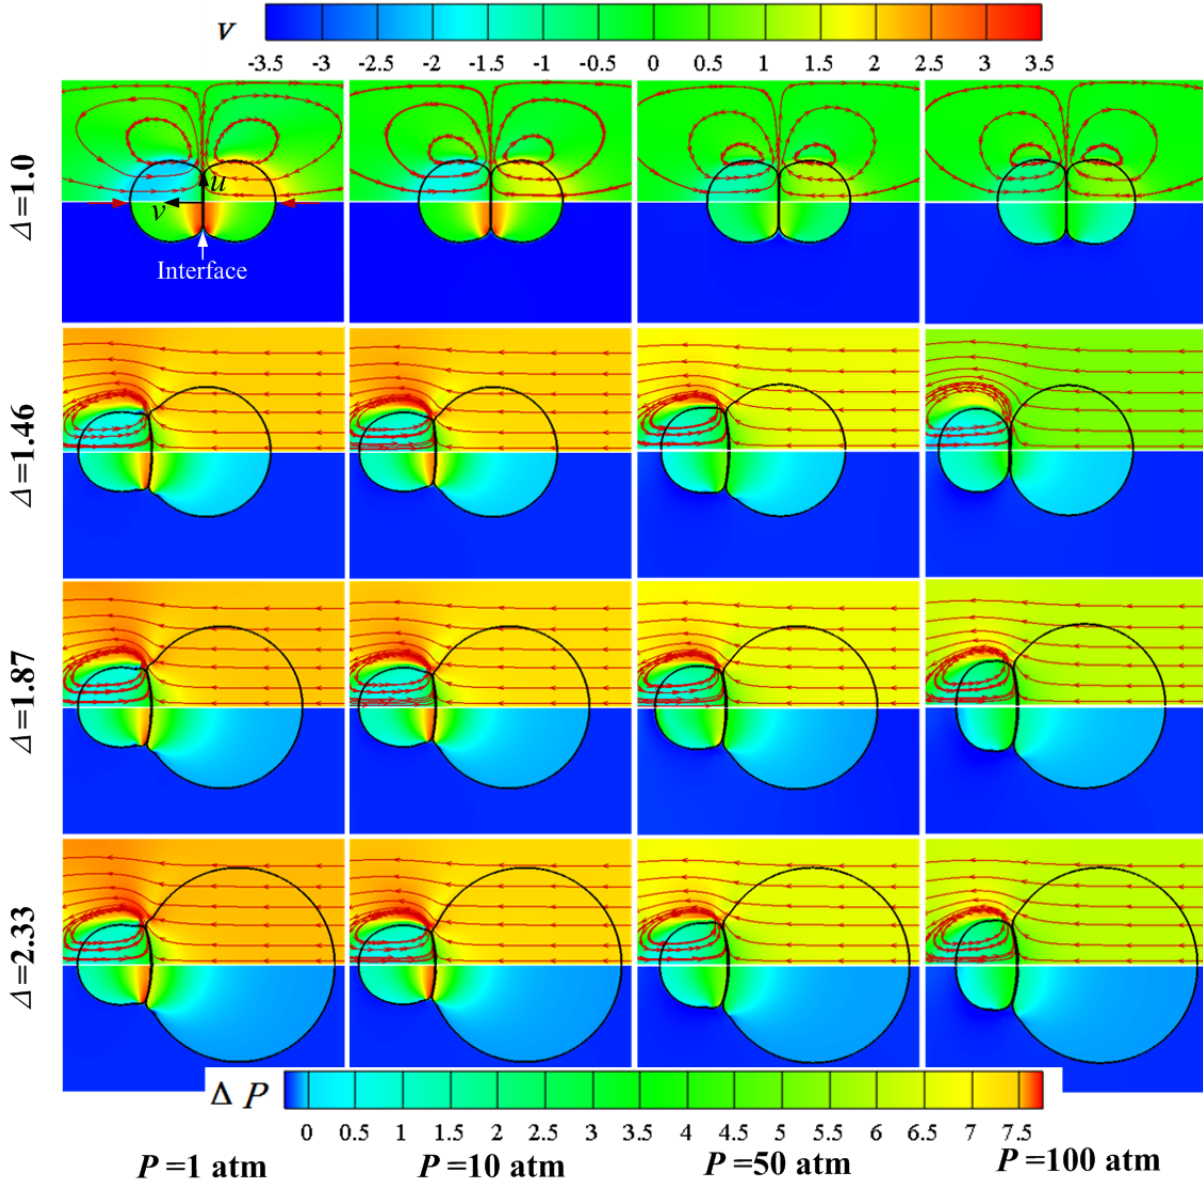 v
-3.5 -3 -2.5 -2 -1.5 -1 -0.5 0 0.5 1 1.5 2 2.5 3 3.5
Δ=1.0
u
v
Interface
Δ=1.46
Δ=1.87
Δ=2.33
Δ P
0 0.5 1 1.5 2 2.5 3 3.5 4 4.5 5 5.5 6 6.5 7 7.5
P =1 atm P =10 atm P =50 atm P =100 atm